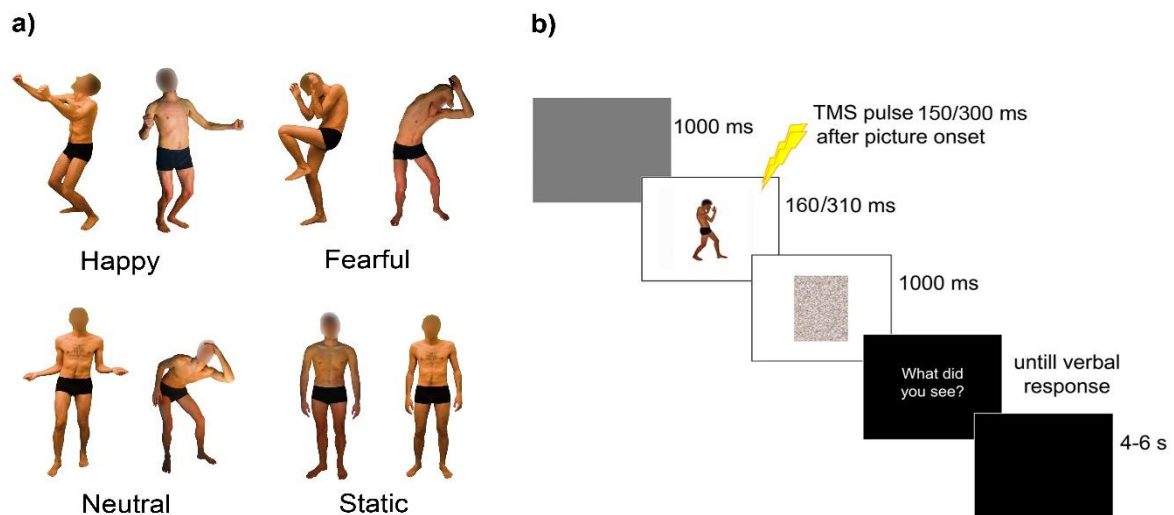 a)
Happy
Fearful
Neutral
Static
b)
1000 ms
TMS pulse 150/300 ms
after picture onset
160/310 ms
1000 ms
What did
you see?
untill verbal
response
4-6 s